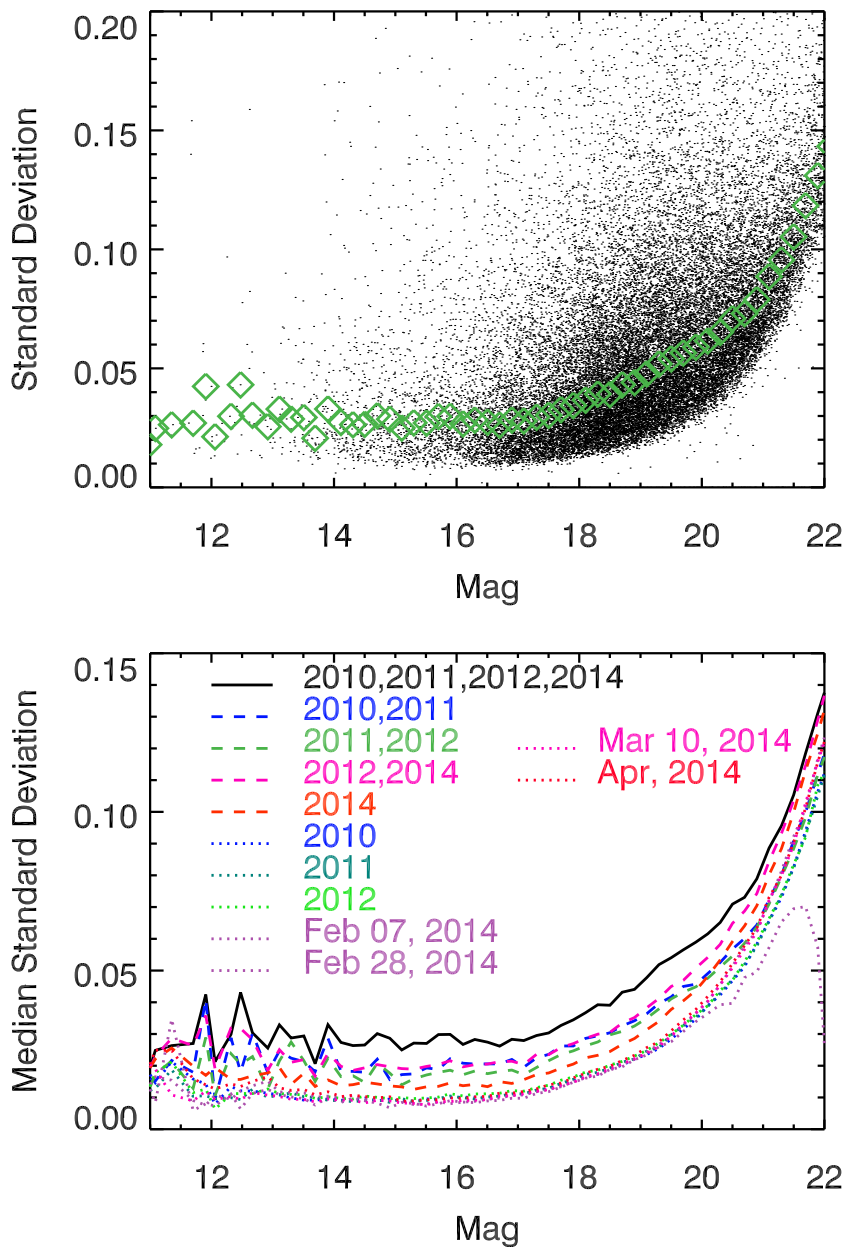 0.20
0.15
0.10
0.05
0.00
Standard Deviation
12 14 16 18 20 22
Mag
0.15
0.10
0.05
0.00
Median Standard Deviation
2010,2011,2012,2014
2010,2011
2011,2012
2012,2014
2014
2010
2011
2012
Feb 07, 2014
Feb 28, 2014
Mar 10, 2014
Apr, 2014
12 14 16 18 20 22
Mag